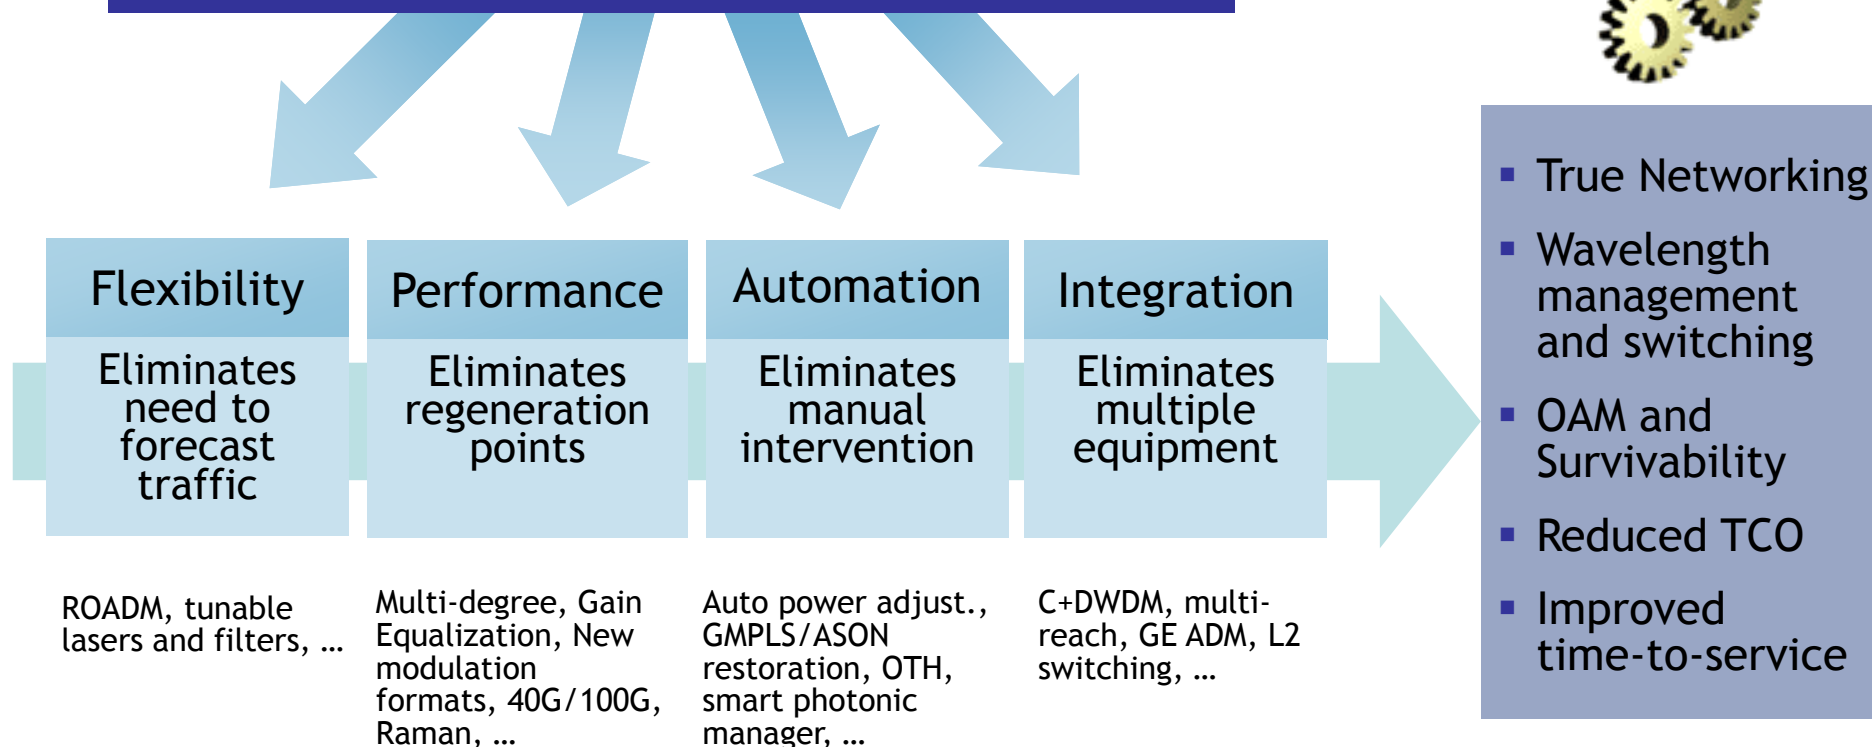 Flexibility
Eliminates
need to
forecast
traffic
ROADM, tunable
lasers and filters, …
Performance
Eliminates
regeneration
points
Multi-degree, Gain
Equalization, New
modulation
formats, 40G/100G,
Raman, …
Automation
Eliminates
manual
intervention
Auto power adjust.,
GMPLS/ASON
restoration, OTH,
smart photonic
manager, …
Integration
Eliminates
multiple
equipment
C+DWDM, multi-
reach, GE ADM, L2
switching, …
▪ True Networking
▪ Wavelength
management
and switching
▪ OAM and
Survivability
▪ Reduced TCO
▪ Improved
time-to-service